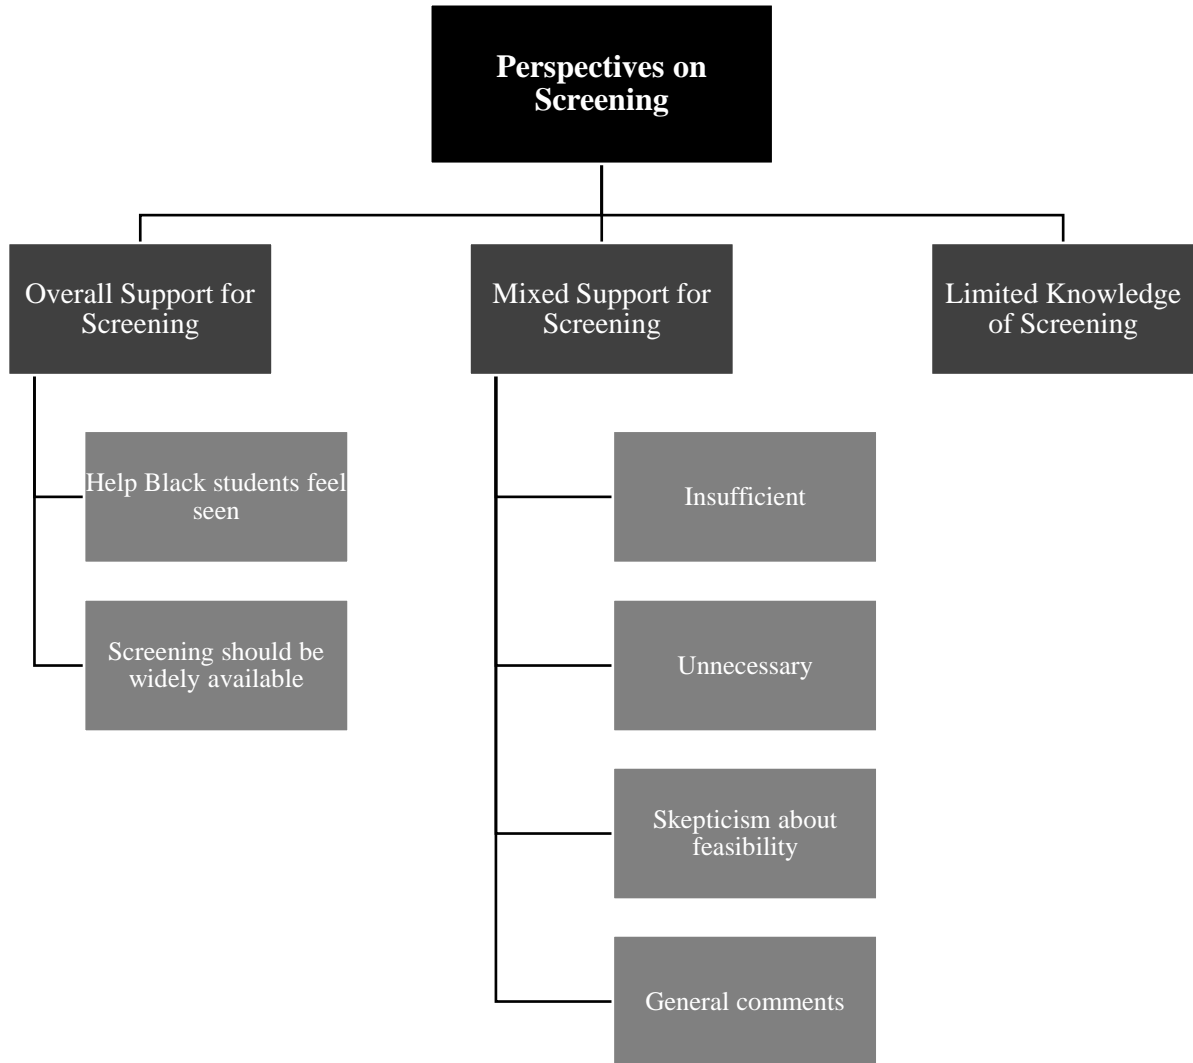 Perspectives on
Screening
Overall Support for
Screening
Mixed Support for
Screening
Limited Knowledge
of Screening
Help Black students feel
seen
Screening should be
widely available
Insufficient
Unnecessary
Skepticism about
feasibility
General comments